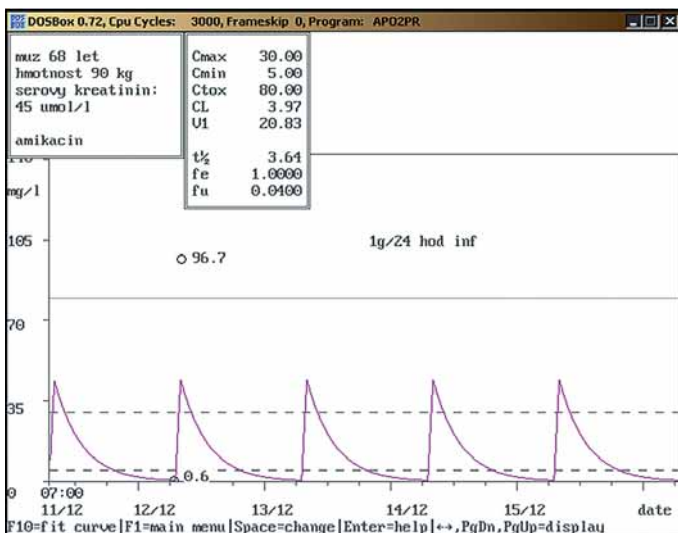 DOSBox 0.72, Cpu Cycles: 3000, Frameskip 0, Program: APO2PR
muz 68 let
hmotnost 90 kg
serovy kreatinin:
45 umol/l
amikacin
Cmax 30.00
Cmin 5.00
Ctox 80.00
CL 3.97
V1 20.83
t½ 3.64
fe 1.0000
fu 0.0400
mg/l
105
1g/24 hod inf
96.7
70
35
0.6
0 07:00
11/12 12/12 13/12 14/12 15/12 date
F10=fit curve|F1=main menu|Space=change|Enter=help|↔,PgDn,PgUp=display